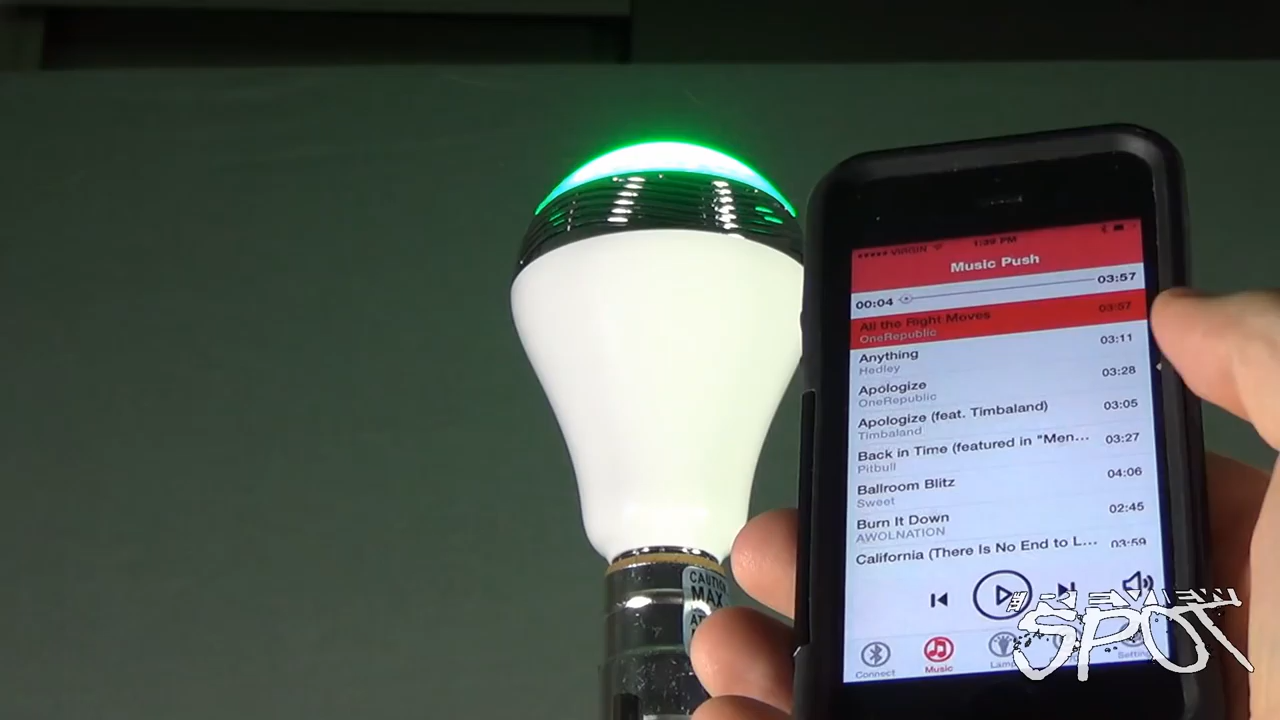 VIRGIN 1:39 PM
Music Push
00:04 03:57
All the Right Moves 03:57
OneRepublic
Anything 03:11
Hedley
Apologize 03:28
OneRepublic
Apologize (feat. Timbaland) 03:05
Timbaland
Back in Time (featured in "Men... 03:27
Pitbull
Ballroom Blitz 04:06
Sweet
Burn It Down 02:45
AWOLNATION
California (There Is No End to L... 03:59
Connect Music Lamp Settings
CAUTION
MAX
THE REVIEW
SPOT